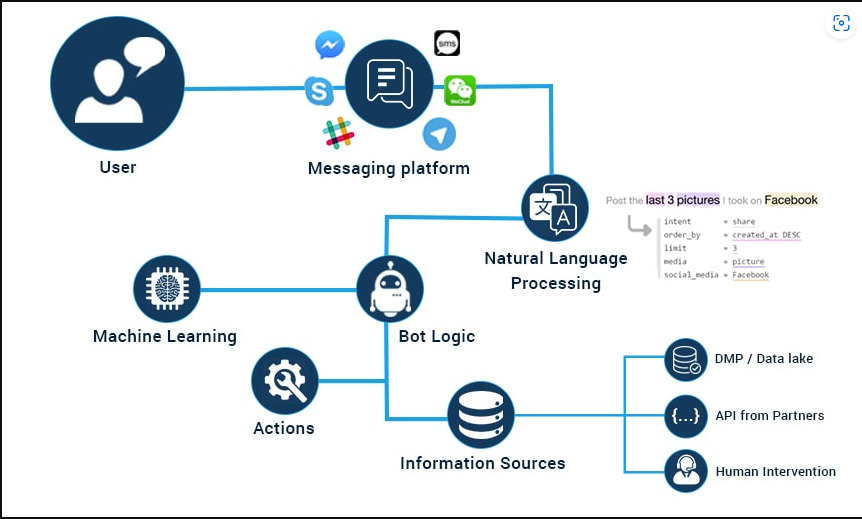 sms
WeChat
User
Messaging platform
文
A
Post the last 3 pictures I took on Facebook
intent = share
order_by = created_at DESC
limit = 3
media = picture
social_media = Facebook
Natural Language
Processing
Machine Learning
Bot Logic
Actions
Information Sources
DMP / Data lake
{...}
API from Partners
Human Intervention